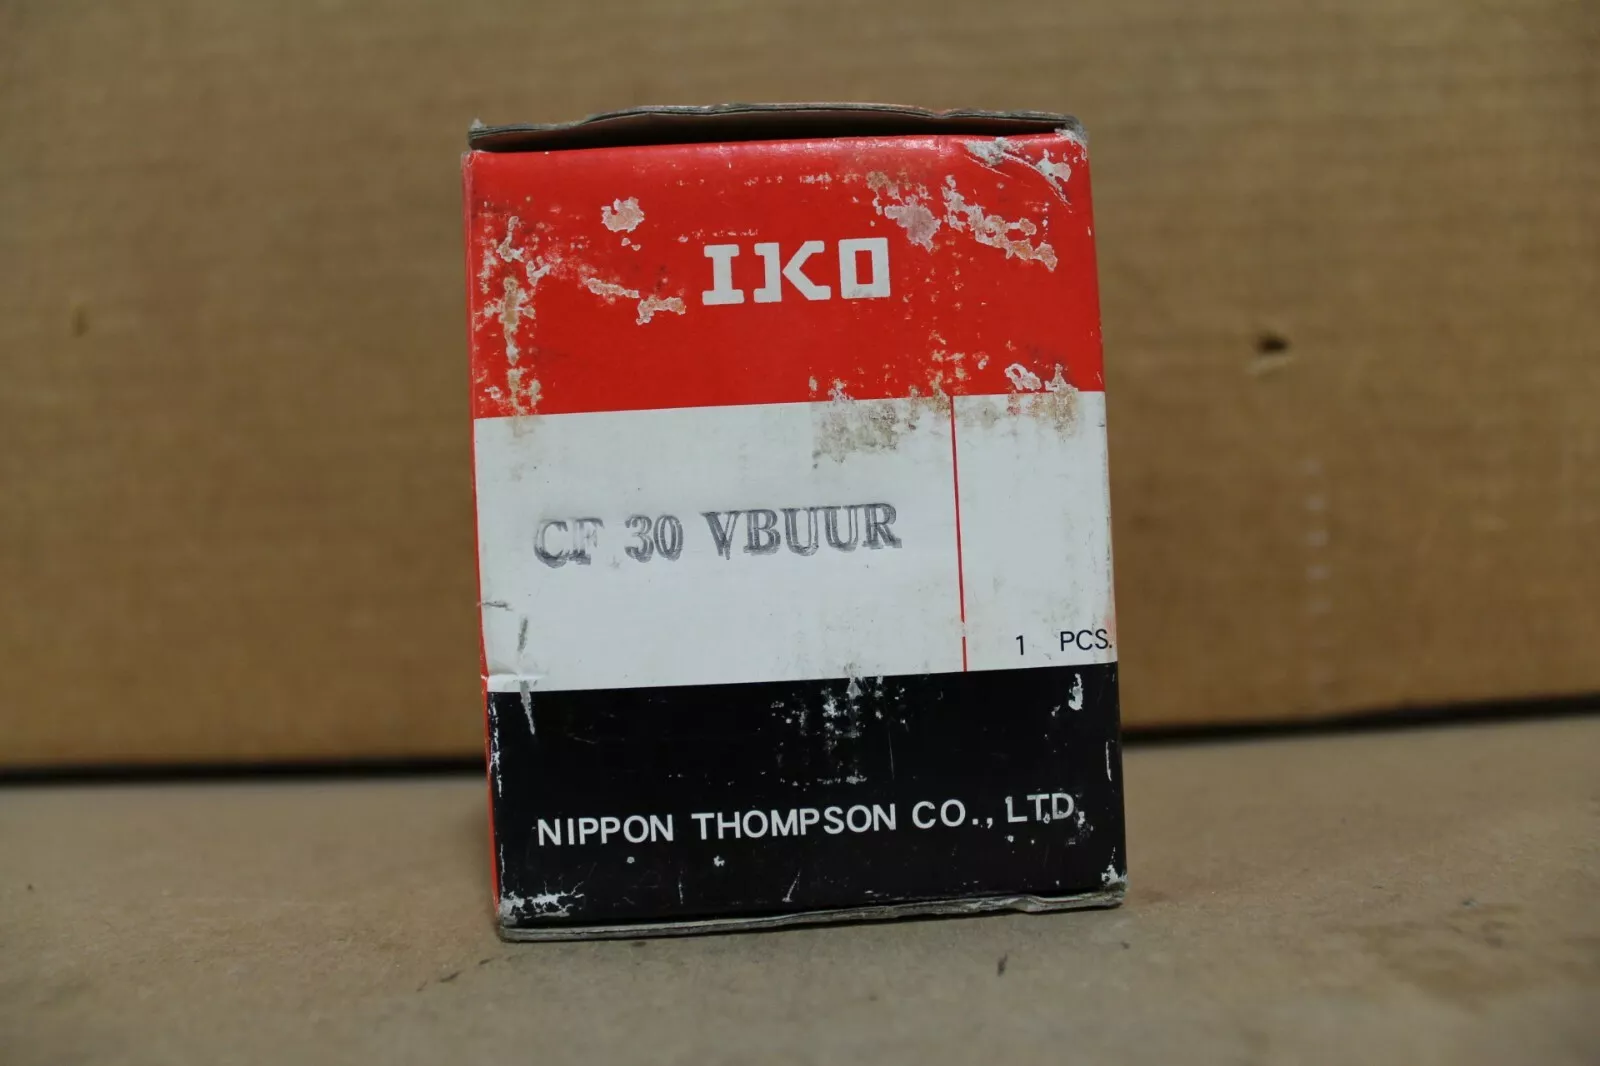 IKO
CF 30 VBUUR
1 PCS.
NIPPON THOMPSON CO., LTD.